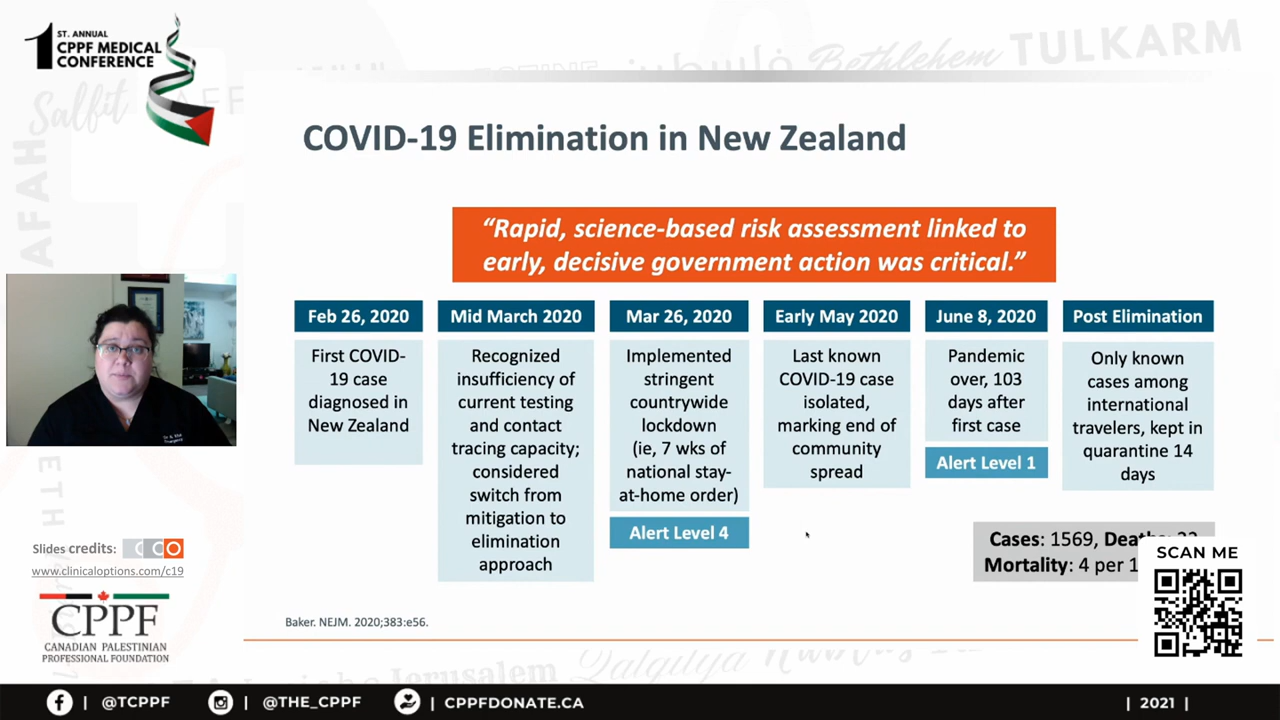 1
ST. ANNUAL
CPPF MEDICAL
CONFERENCE
Salfit
Bethlehem
TULKARM
AFAH
COVID-19 Elimination in New Zealand
“Rapid, science-based risk assessment linked to
early, decisive government action was critical.”
Feb 26, 2020
First COVID-
19 case
diagnosed in
New Zealand
Mid March 2020
Recognized
insufficiency of
current testing
and contact
tracing capacity;
considered
switch from
mitigation to
elimination
approach
Mar 26, 2020
Implemented
stringent
countrywide
lockdown
(ie, 7 wks of
national stay-
at-home order)
Alert Level 4
Early May 2020
Last known
COVID-19 case
isolated,
marking end of
community
spread
June 8, 2020
Pandemic
over, 103
days after
first case
Alert Level 1
Post Elimination
Only known
cases among
international
travelers, kept in
quarantine 14
days
Cases: 1569,
Mortality: 4 per
SCAN ME
Slides credits: CCO
www.clinicaloptions.com/c19
CPPF
CANADIAN PALESTINIAN
PROFESSIONAL FOUNDATION
Baker. NEJM. 2020;383:e56.
Jerusalem
| @TCPPF | @THE_CPPF | CPPFDONATE.CA | 2021 |